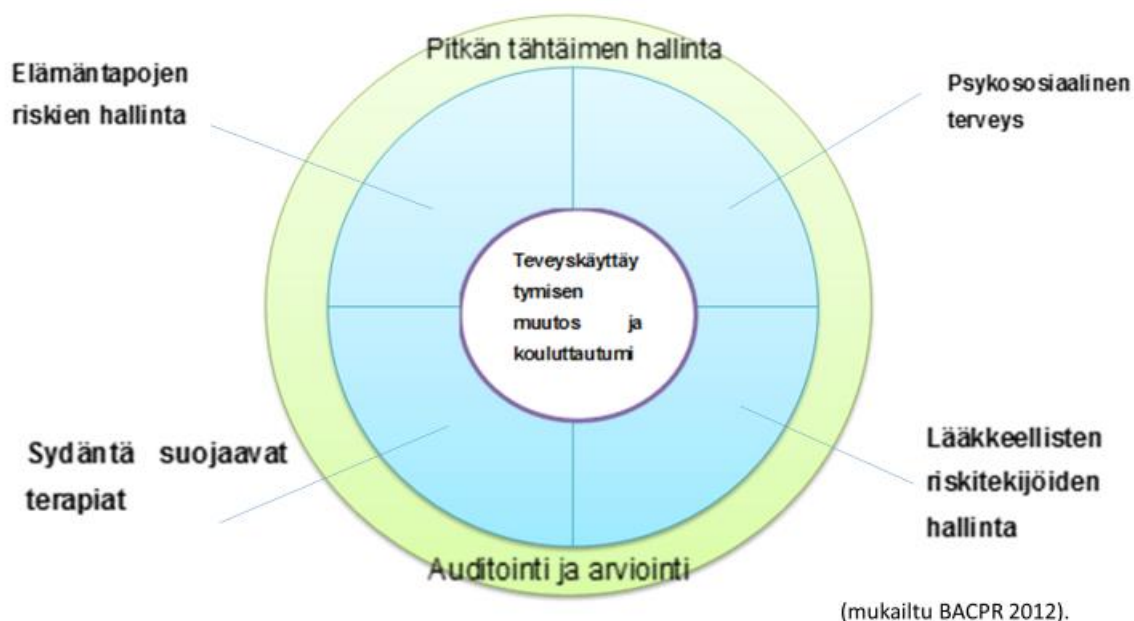 Pitkän tähtäimen hallinta
Elämäntapojen
riskien hallinta
Psykososiaalinen
terveys
Teveyskäyttäy
tymisen
muutos ja
kouluttautumi
Sydäntä suojaavat
terapiat
Lääkkeellisten
riskitekijöiden
hallinta
Auditointi ja arviointi
(mukailtu BACPR 2012).